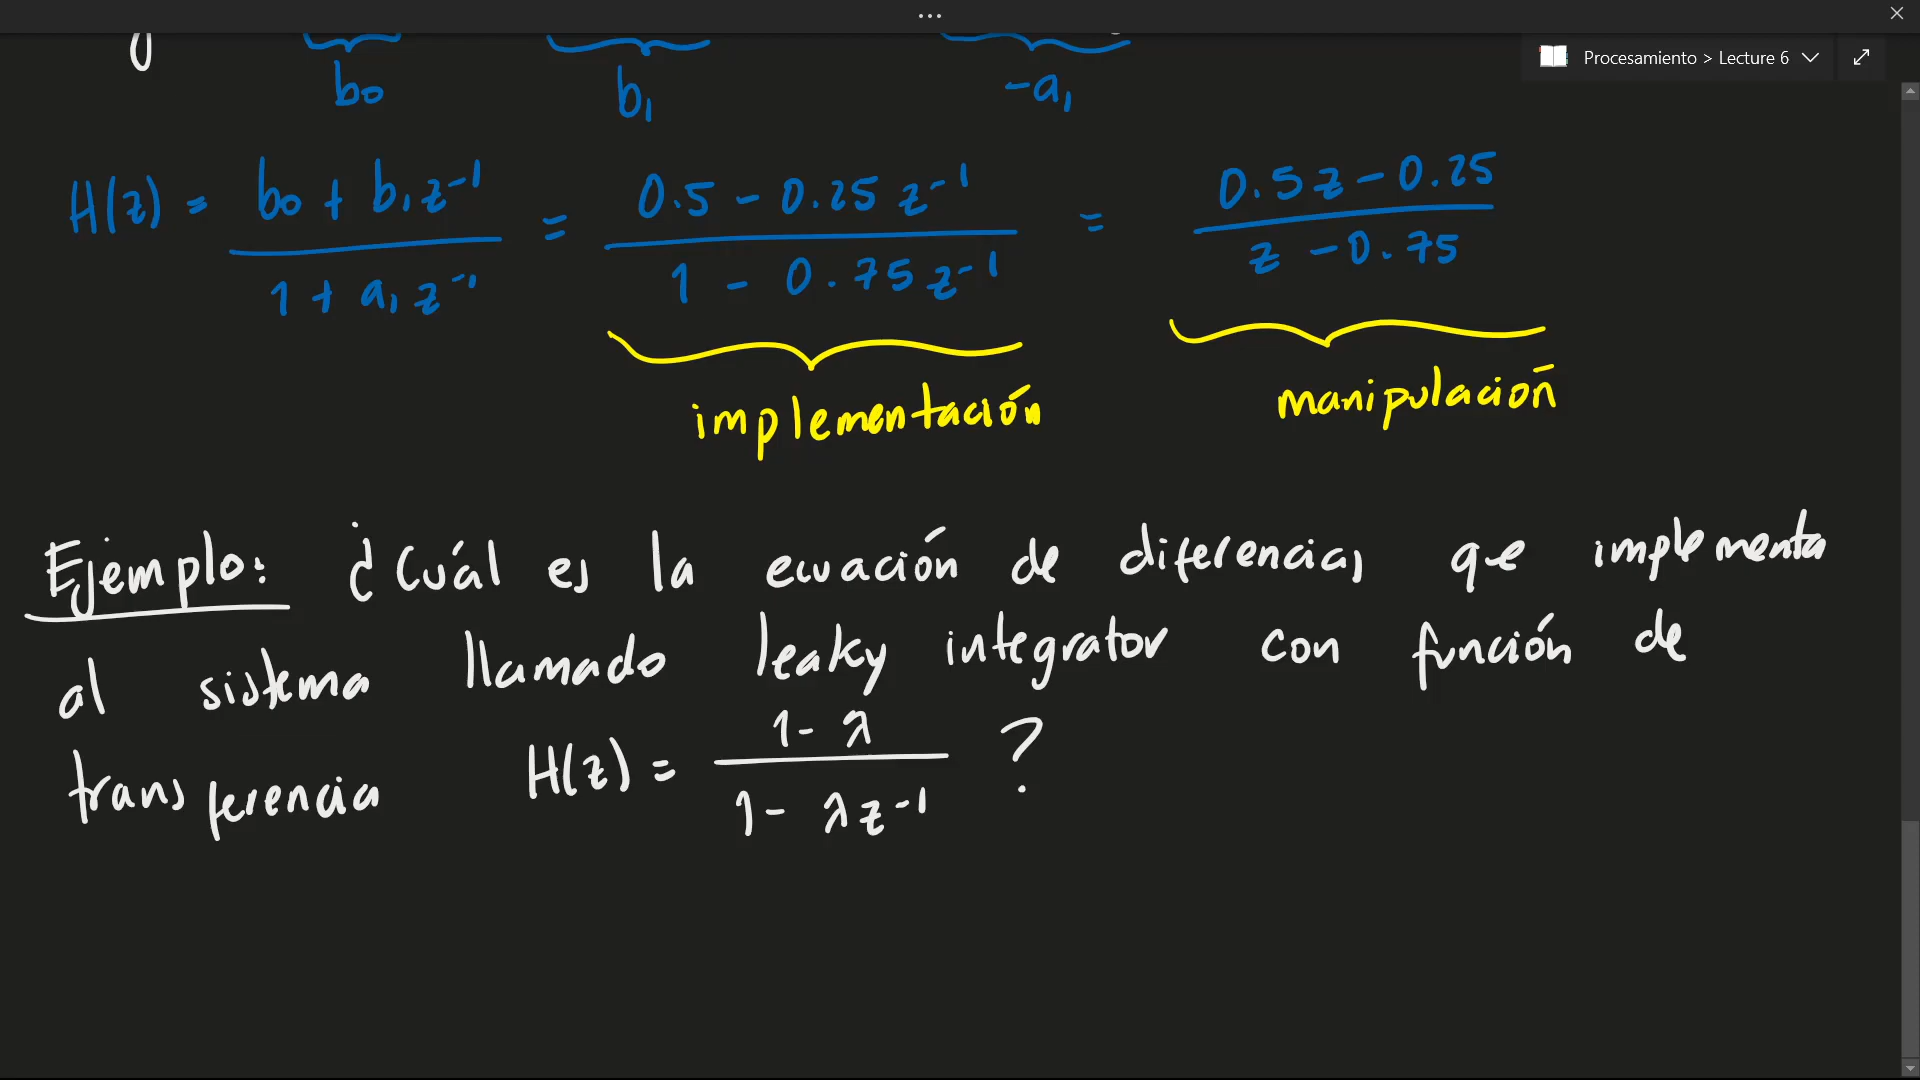 Procesamiento > Lecture 6
b0 b1 -a1
H(z) = (b0 + b1 z^-1) / (1 + a1 z^-1) = (0.5 - 0.25 z^-1) / (1 - 0.75 z^-1) = (0.5z - 0.25) / (z - 0.75)
implementación manipulación
Ejemplo: ¿Cuál es la ecuación de diferencias que implementa
al sistema llamado leaky integrator con función de
transferencia H(z) = (1 - λ) / (1 - λz^-1) ?